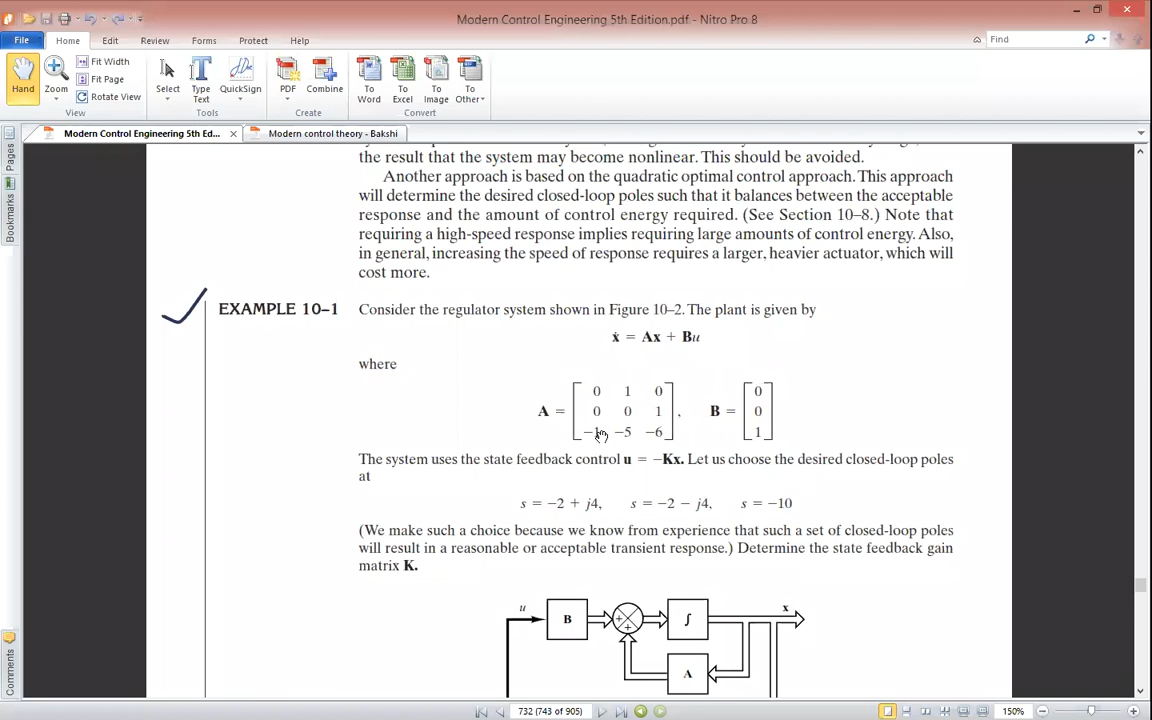 Modern Control Engineering 5th Edition.pdf - Nitro Pro 8
File Home Edit Review Forms Protect Help
Find
Hand
Zoom
Fit Width
Fit Page
Rotate View
View
Select
Type Text
QuickSign
Tools
PDF
Combine
Create
To Word
To Excel
To Image
To Other
Convert
Modern Control Engineering 5th Ed... x
Modern control theory - Bakshi
Pages
Bookmarks
Comments
the result that the system may become nonlinear. This should be avoided.
Another approach is based on the quadratic optimal control approach. This approach
will determine the desired closed-loop poles such that it balances between the acceptable
response and the amount of control energy required. (See Section 10–8.) Note that
requiring a high-speed response implies requiring large amounts of control energy. Also,
in general, increasing the speed of response requires a larger, heavier actuator, which will
cost more.
EXAMPLE 10–1 Consider the regulator system shown in Figure 10–2. The plant is given by
ẋ = Ax + Bu
where
A = [ 0 1 0
0 0 1
−1 −5 −6 ], B = [ 0
0
1 ]
The system uses the state feedback control u = −Kx. Let us choose the desired closed-loop poles
at
s = −2 + j4, s = −2 − j4, s = −10
(We make such a choice because we know from experience that such a set of closed-loop poles
will result in a reasonable or acceptable transient response.) Determine the state feedback gain
matrix K.
u
B
+
+
∫
x
A
732 (743 of 905)
150%